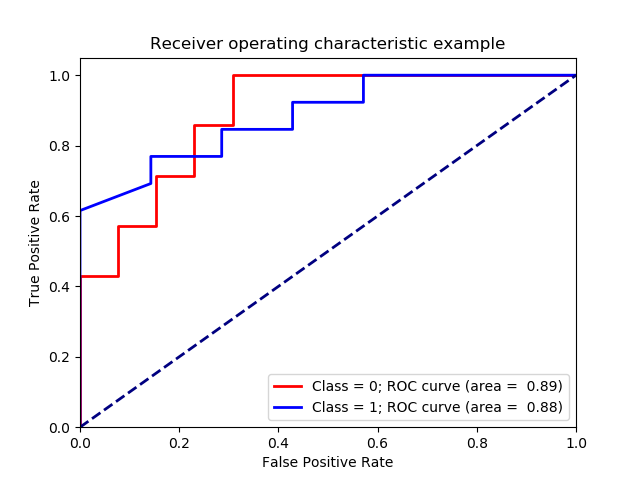 Receiver operating characteristic example
1.0
0.8
0.6
0.4
0.2
0.0
True Positive Rate
Class = 0; ROC curve (area =  0.89)
Class = 1; ROC curve (area =  0.88)
0.0 0.2 0.4 0.6 0.8 1.0
False Positive Rate